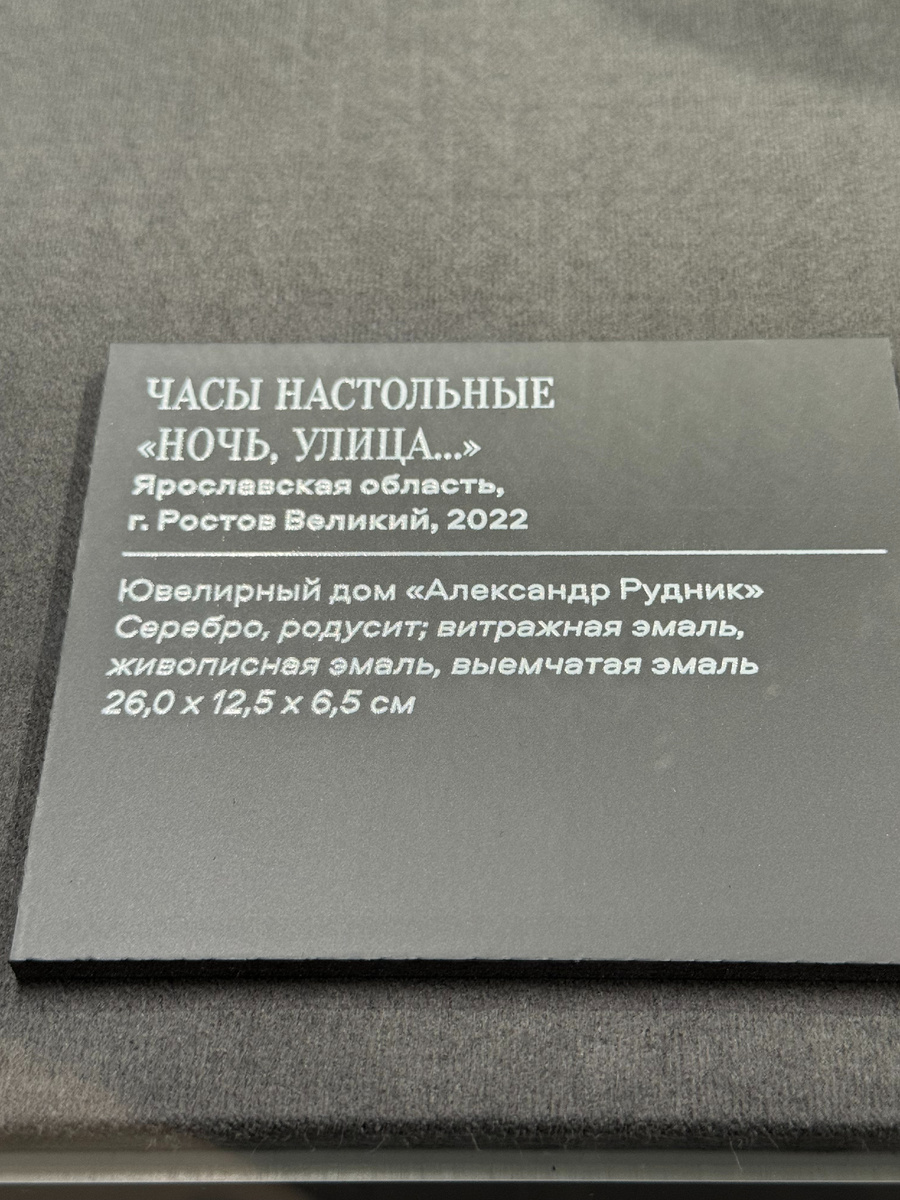 ЧАСЫ НАСТОЛЬНЫЕ
«НОЧЬ, УЛИЦА...»
Ярославская область,
г. Ростов Великий, 2022
Ювелирный дом «Александр Рудник»
Серебро, родусит; витражная эмаль,
живописная эмаль, выемчатая эмаль
26,0 х 12,5 х 6,5 см